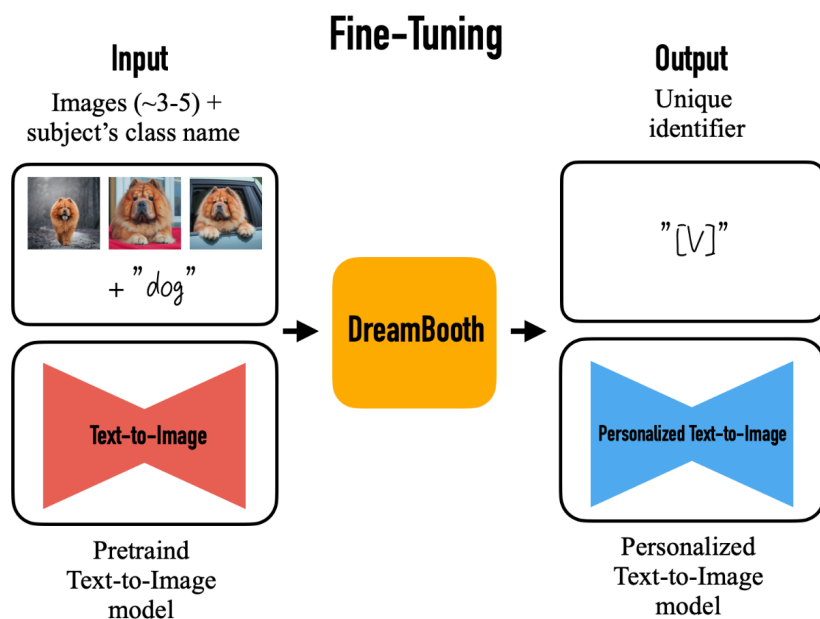 Fine-Tuning
Input
Images (~3-5) +
subject's class name
+ "dog"
Text-to-Image
Pretraind
Text-to-Image
model
DreamBooth
Output
Unique
identifier
"[V]"
Personalized Text-to-Image
Personalized
Text-to-Image
model